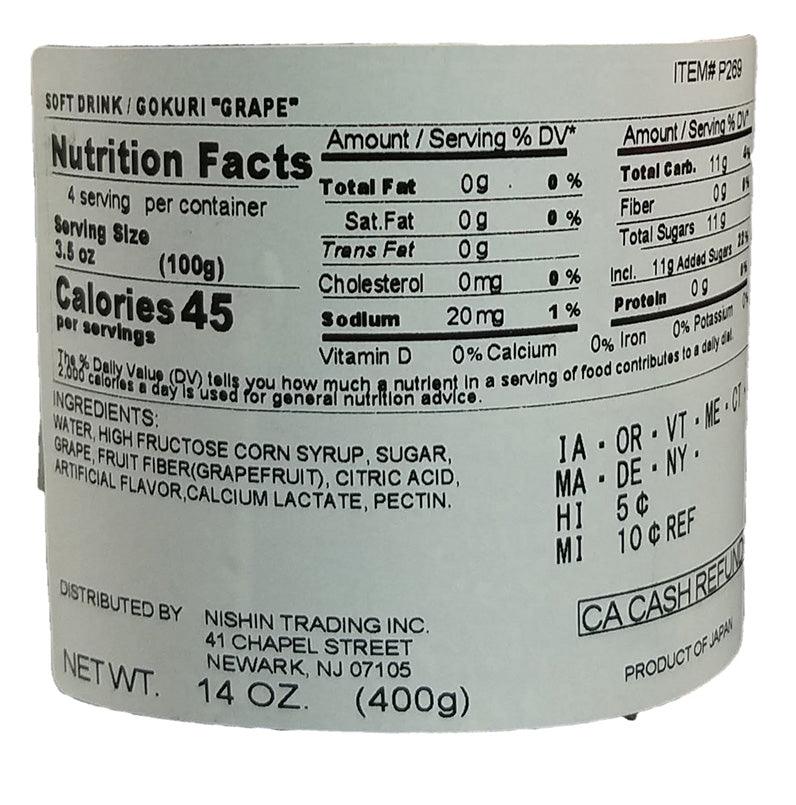 ITEM# P269
SOFT DRINK / GOKURI "GRAPE"
Nutrition Facts
4 serving per container
Serving Size
3.5 oz (100g)
Calories 45
per servings
Amount / Serving % DV*
Total Fat 0g 0 %
Sat.Fat 0g 0 %
Trans Fat 0g
Cholesterol 0mg 0 %
Sodium 20mg 1 %
Amount / Serving % DV*
Total Carb. 11g 4%
Fiber 0g
Total Sugars 11g
Incl. 11g Added Sugars 22%
Protein 0g
Vitamin D 0% Calcium 0% Iron 0% Potassium 0%
The % Daily Value (DV) tells you how much a nutrient in a serving of food contributes to a daily diet.
2,000 calories a day is used for general nutrition advice.
INGREDIENTS:
WATER, HIGH FRUCTOSE CORN SYRUP, SUGAR,
GRAPE, FRUIT FIBER(GRAPEFRUIT), CITRIC ACID,
ARTIFICIAL FLAVOR,CALCIUM LACTATE, PECTIN.
IA · OR · VT · ME · CT ·
MA · DE · NY ·
HI 5¢
MI 10¢ REF
CA CASH REFUND
DISTRIBUTED BY NISHIN TRADING INC.
41 CHAPEL STREET
NEWARK, NJ 07105
NET WT. 14 OZ. (400g)
PRODUCT OF JAPAN